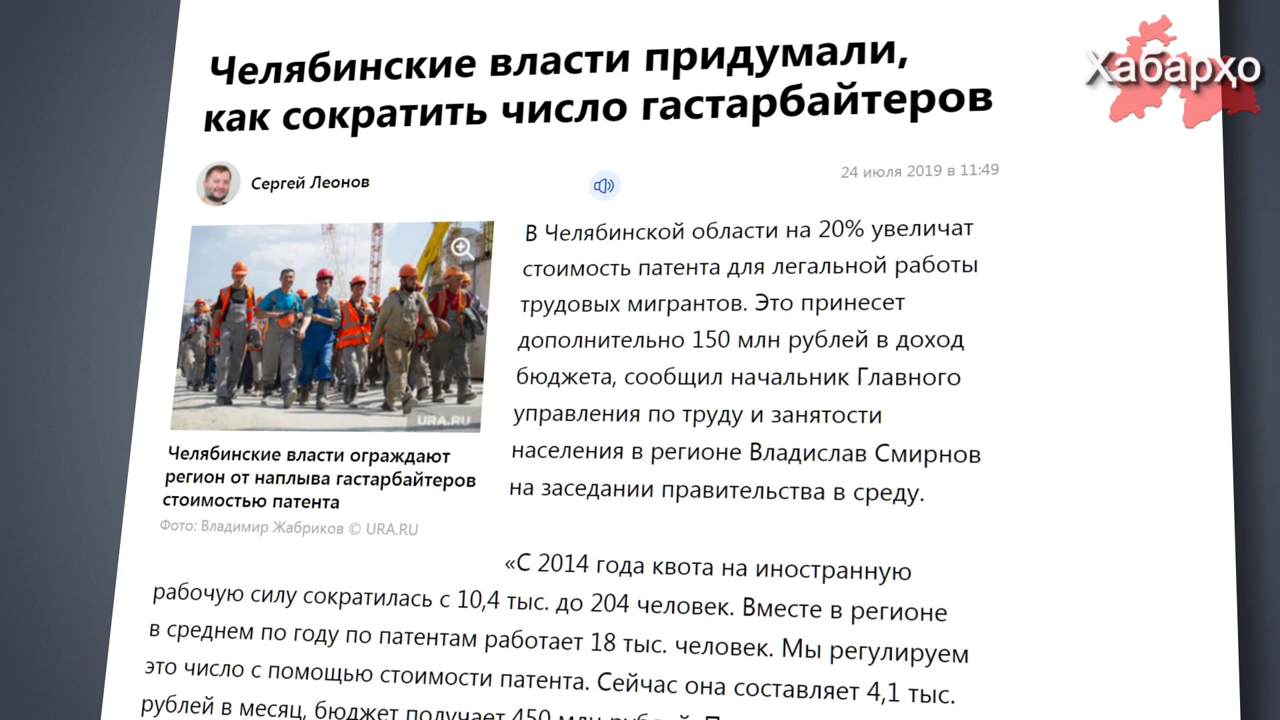 Челябинские власти придумали,
как сократить число гастарбайтеров
Хабарҳо
Сергей Леонов
24 июля 2019 в 11:49
В Челябинской области на 20% увеличат
стоимость патента для легальной работы
трудовых мигрантов. Это принесет
дополнительно 150 млн рублей в доход
бюджета, сообщил начальник Главного
управления по труду и занятости
населения в регионе Владислав Смирнов
на заседании правительства в среду.
URA.RU
Челябинские власти ограждают
регион от наплыва гастарбайтеров
стоимостью патента
Фото: Владимир Жабриков © URA.RU
«С 2014 года квота на иностранную
рабочую силу сократилась с 10,4 тыс. до 204 человек. Вместе в регионе
в среднем по году по патентам работает 18 тыс. человек. Мы регулируем
это число с помощью стоимости патента. Сейчас она составляет 4,1 тыс.
рублей в месяц, бюджет получает 450 млн рублей.